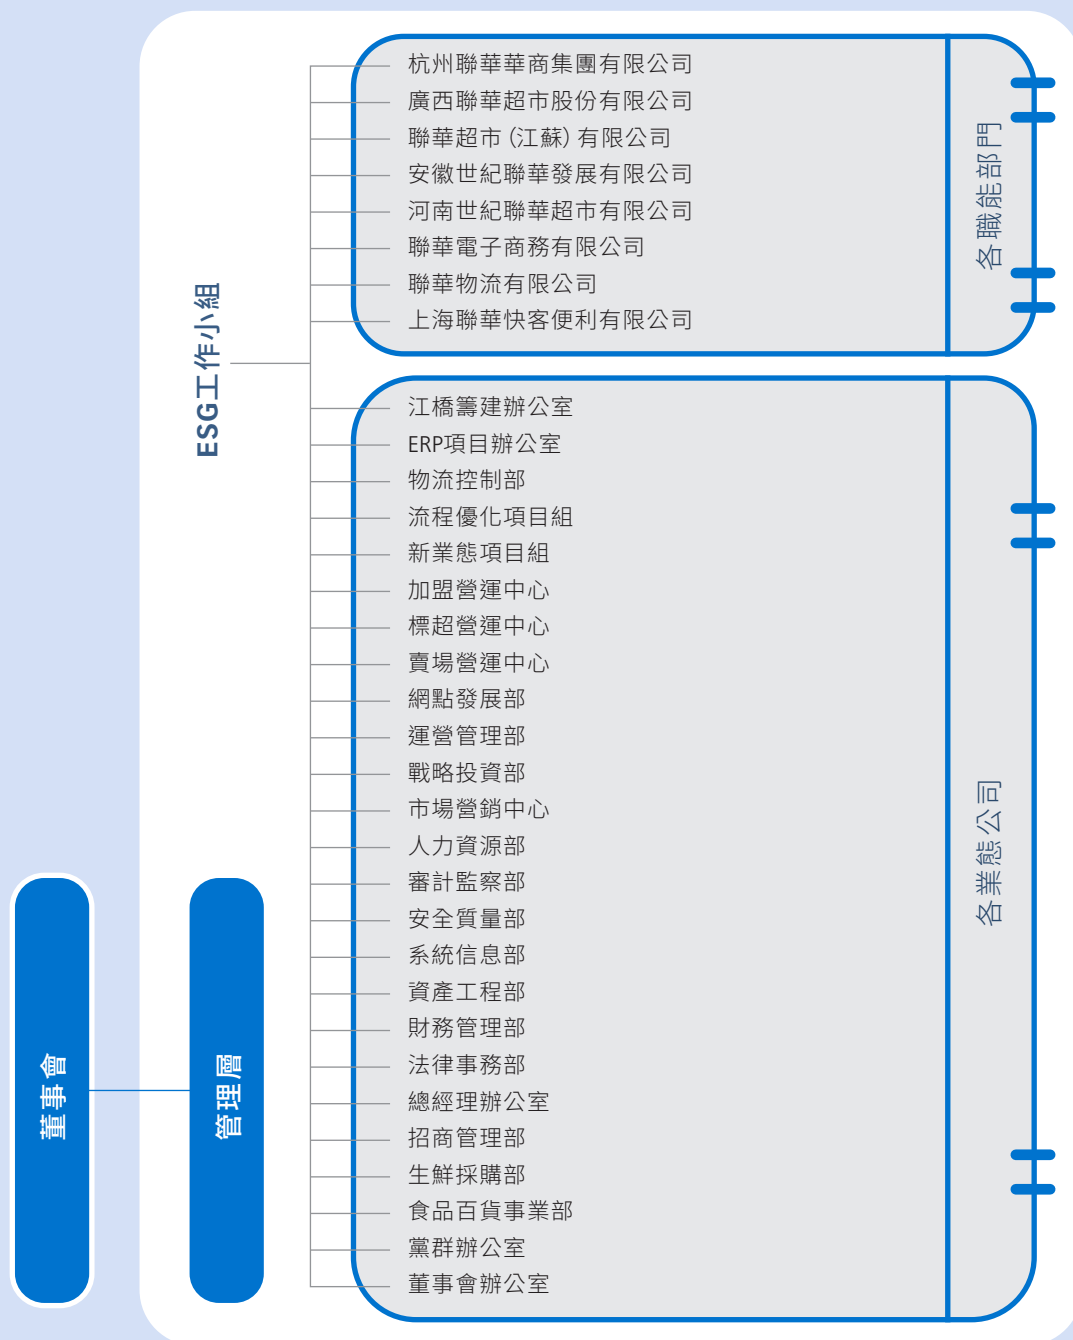 杭州聯華華商集團有限公司
廣西聯華超市股份有限公司
聯華超市（江蘇）有限公司
安徽世紀聯華發展有限公司
河南世紀聯華超市有限公司
聯華電子商務有限公司
聯華物流有限公司
上海聯華快客便利有限公司
各職能部門
ESG工作小組
江橋籌建辦公室
ERP項目辦公室
物流控制部
流程優化項目組
新業態項目組
加盟營運中心
標超營運中心
賣場營運中心
網點發展部
運營管理部
戰略投資部
市場營銷中心
人力資源部
審計監察部
安全質量部
系統信息部
資產工程部
財務管理部
法律事務部
總經理辦公室
招商管理部
生鮮採購部
食品百貨事業部
黨群辦公室
董事會辦公室
各業態公司
董事會
管理層